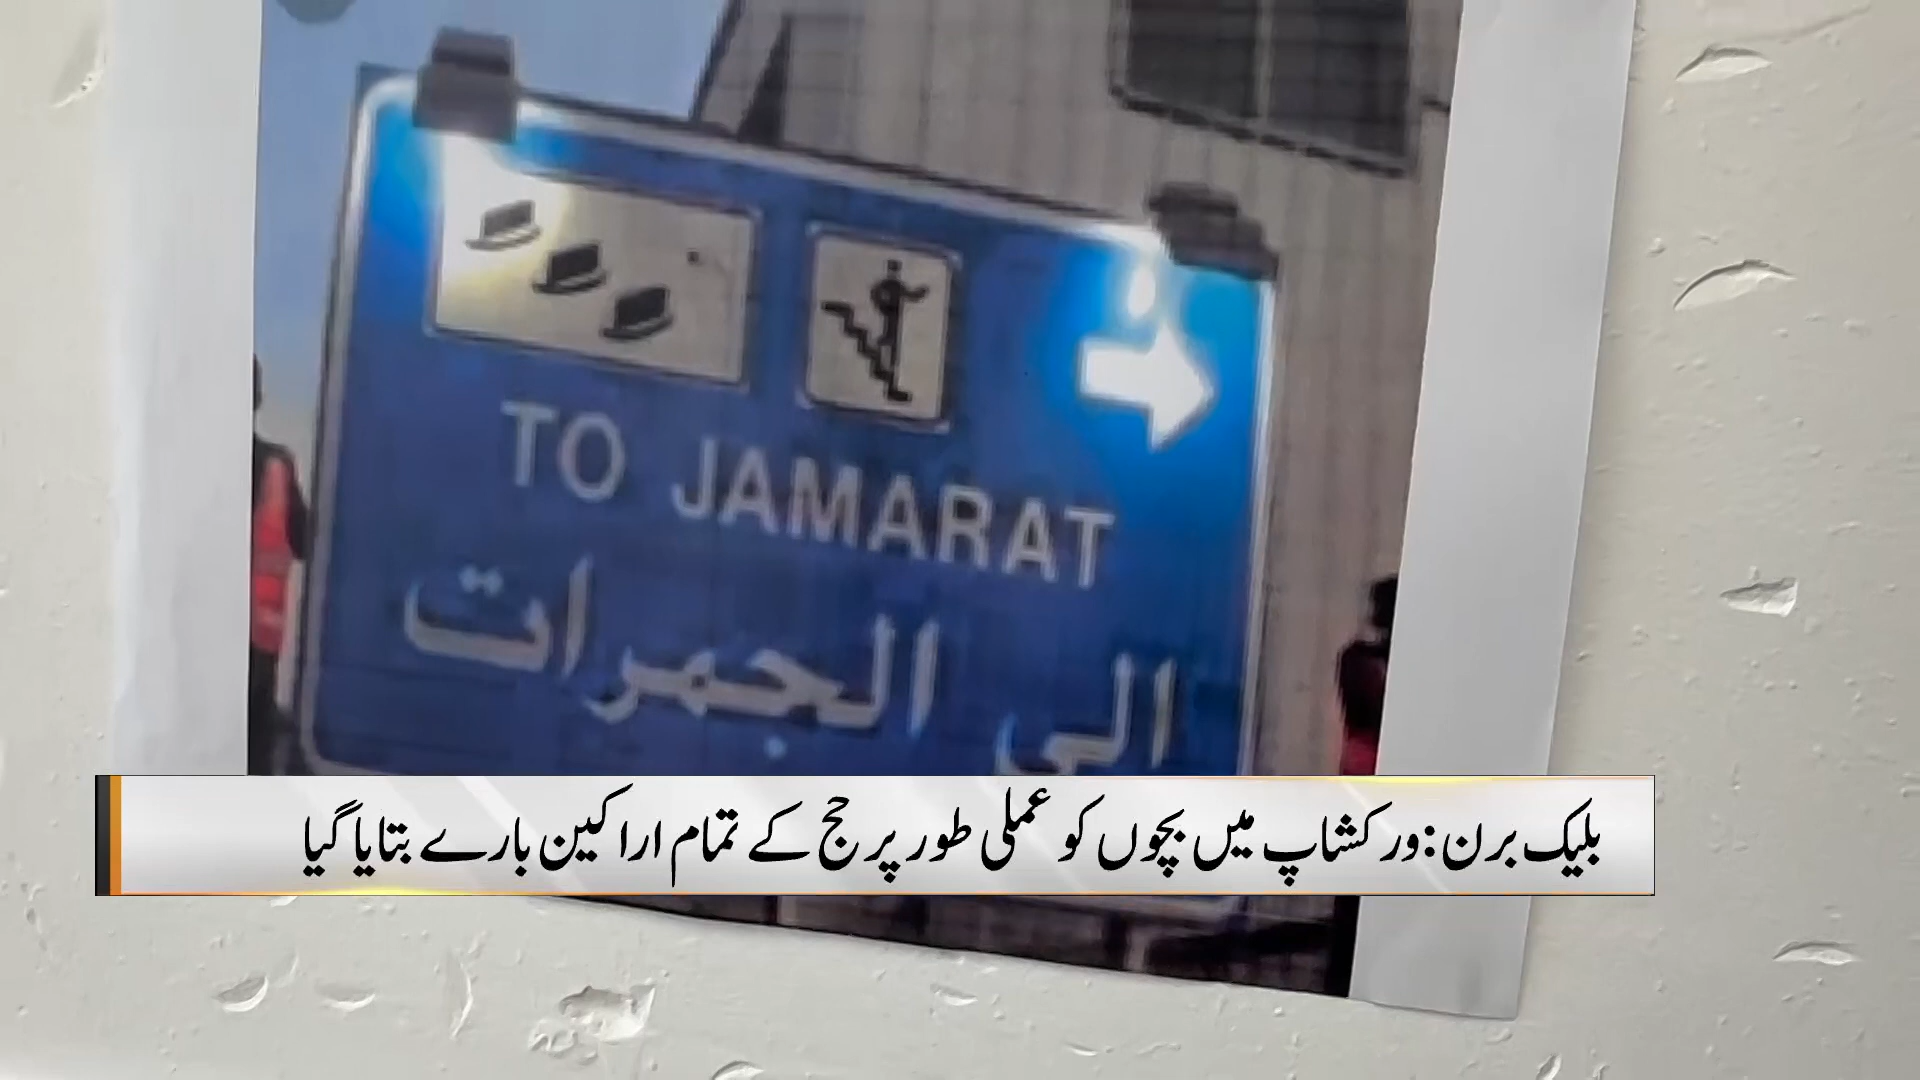 TO JAMARAT
الى الجمرات
بلیک برن:ورکشاپ میں بچوں کو عملی طور پر حج کے تمام اراکین بارے بتایا گیا